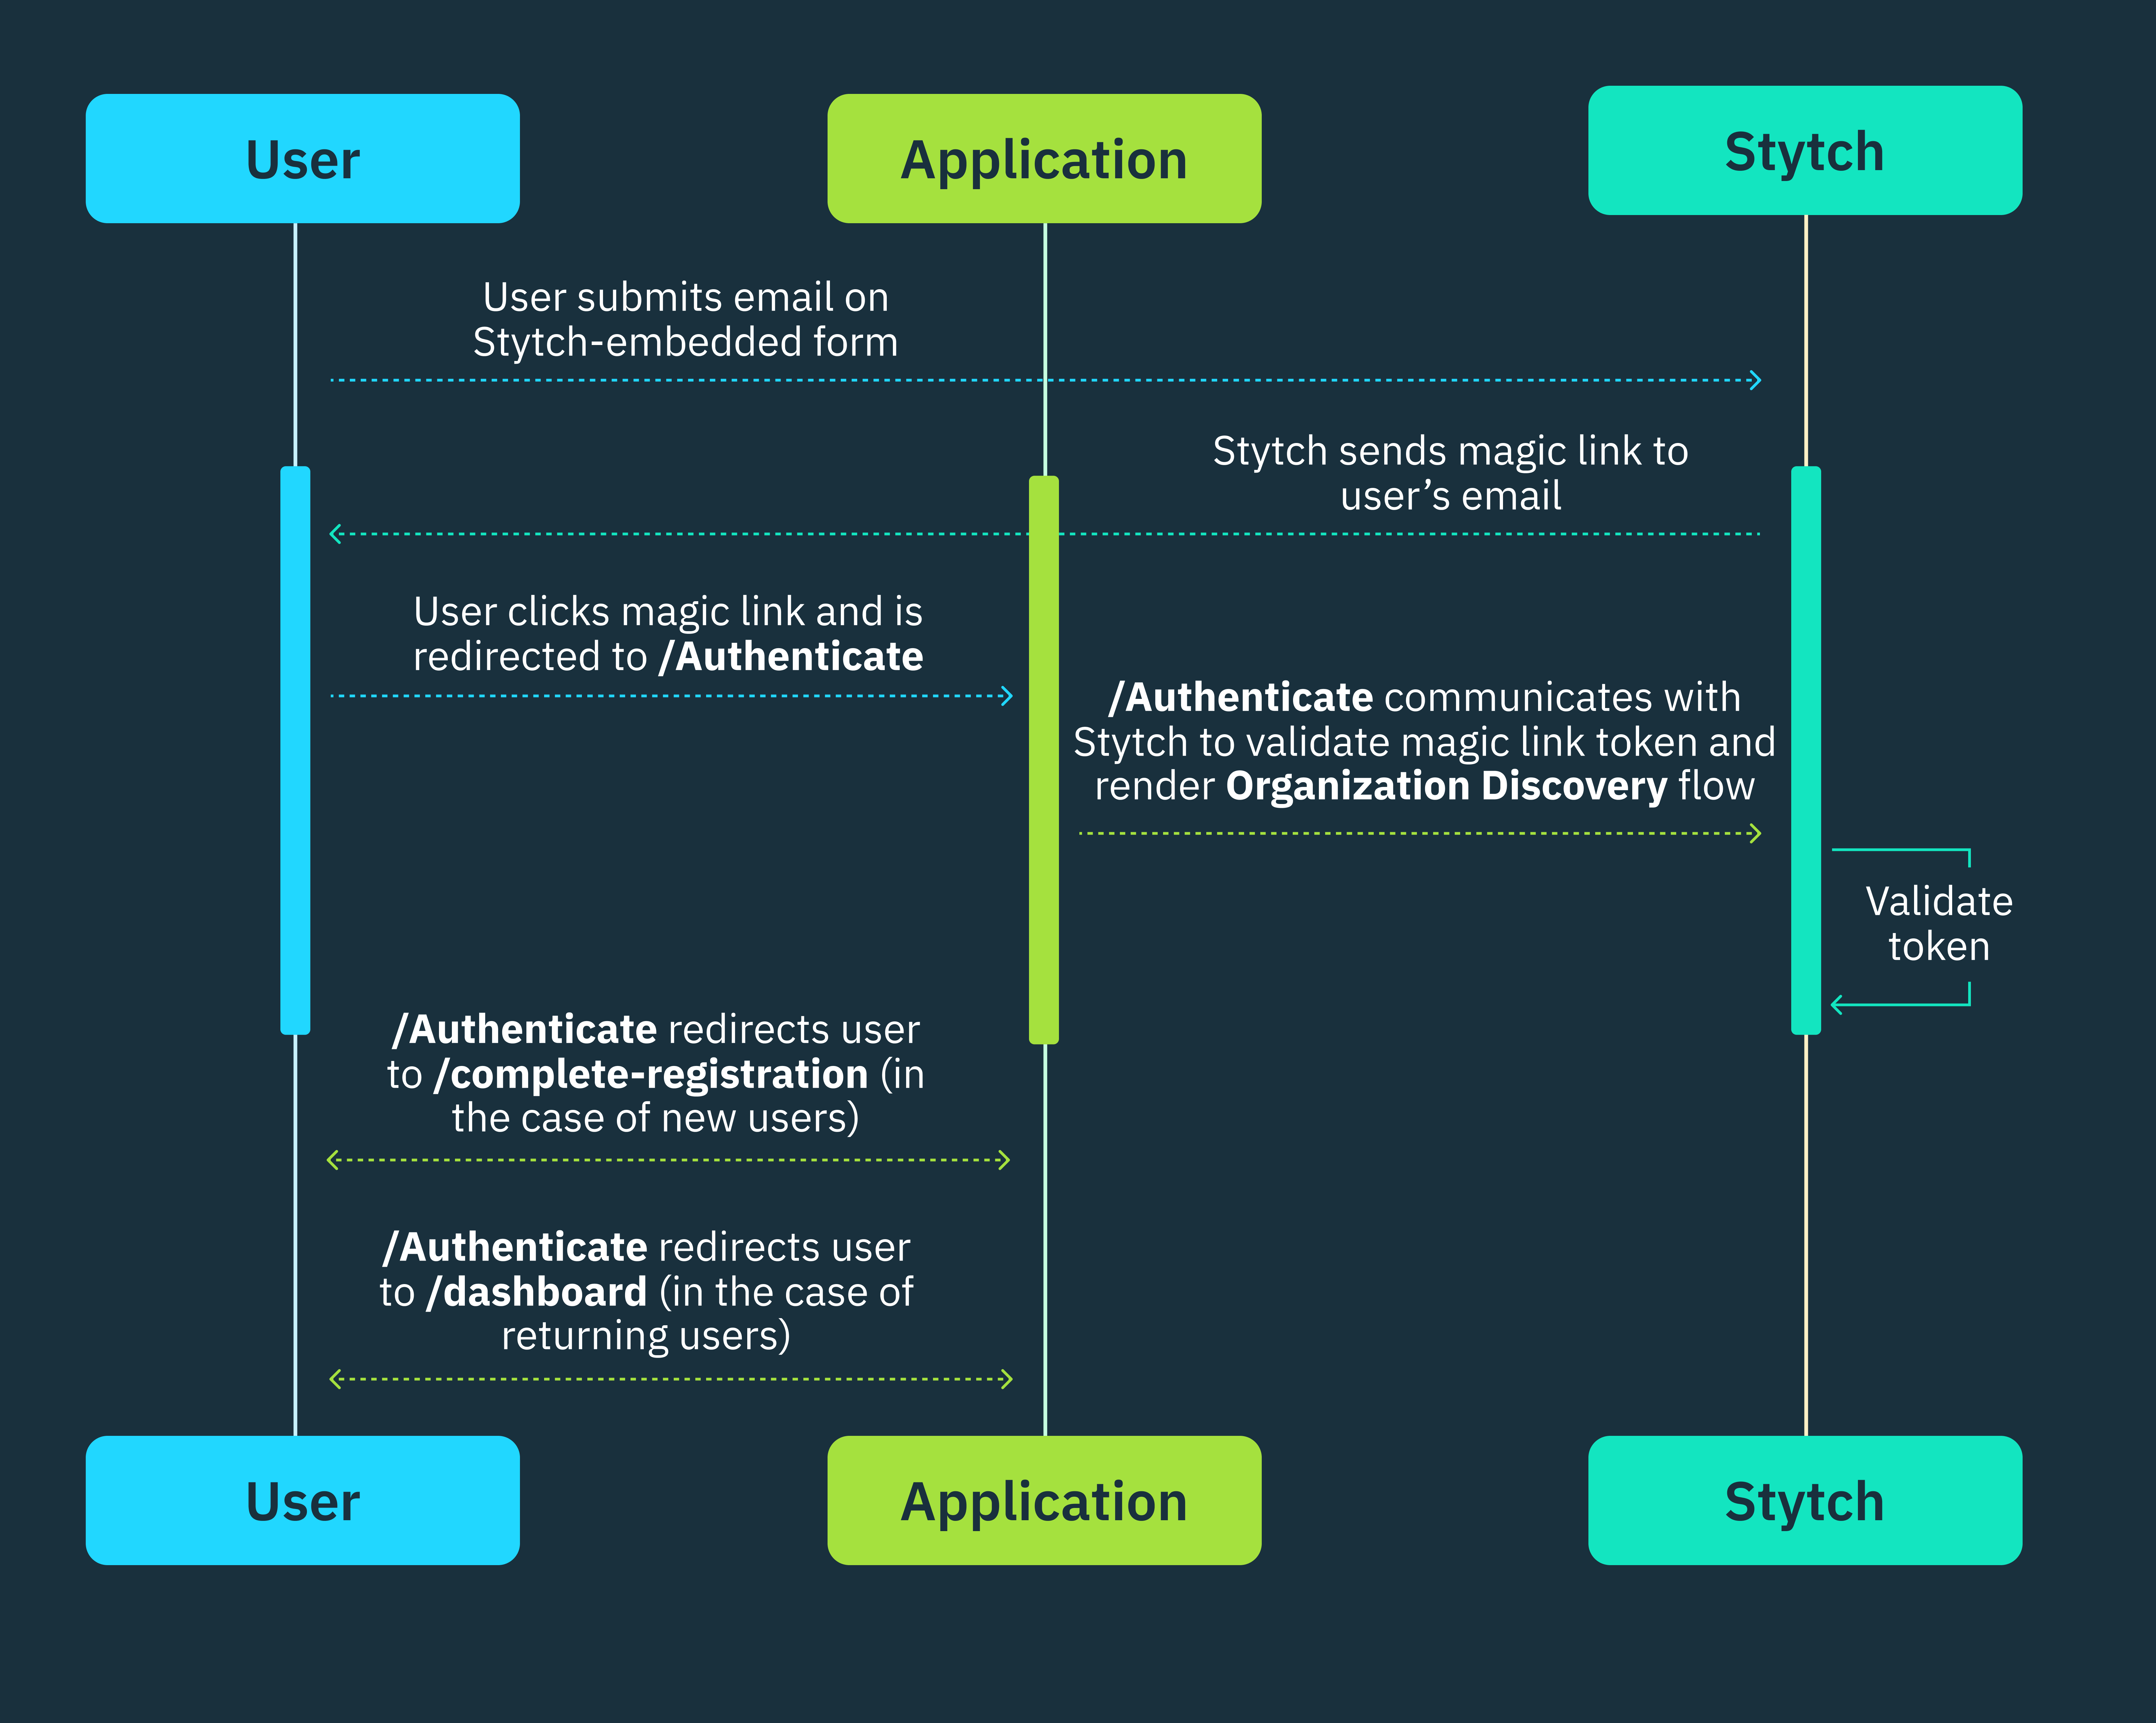 User
Application
Stytch
User submits email on
Stytch-embedded form
Stytch sends magic link to
user’s email
User clicks magic link and is
redirected to /Authenticate
/Authenticate communicates with
Stytch to validate magic link token and
render Organization Discovery flow
Validate
token
/Authenticate redirects user
to /complete-registration (in
the case of new users)
/Authenticate redirects user
to /dashboard (in the case of
returning users)
User
Application
Stytch